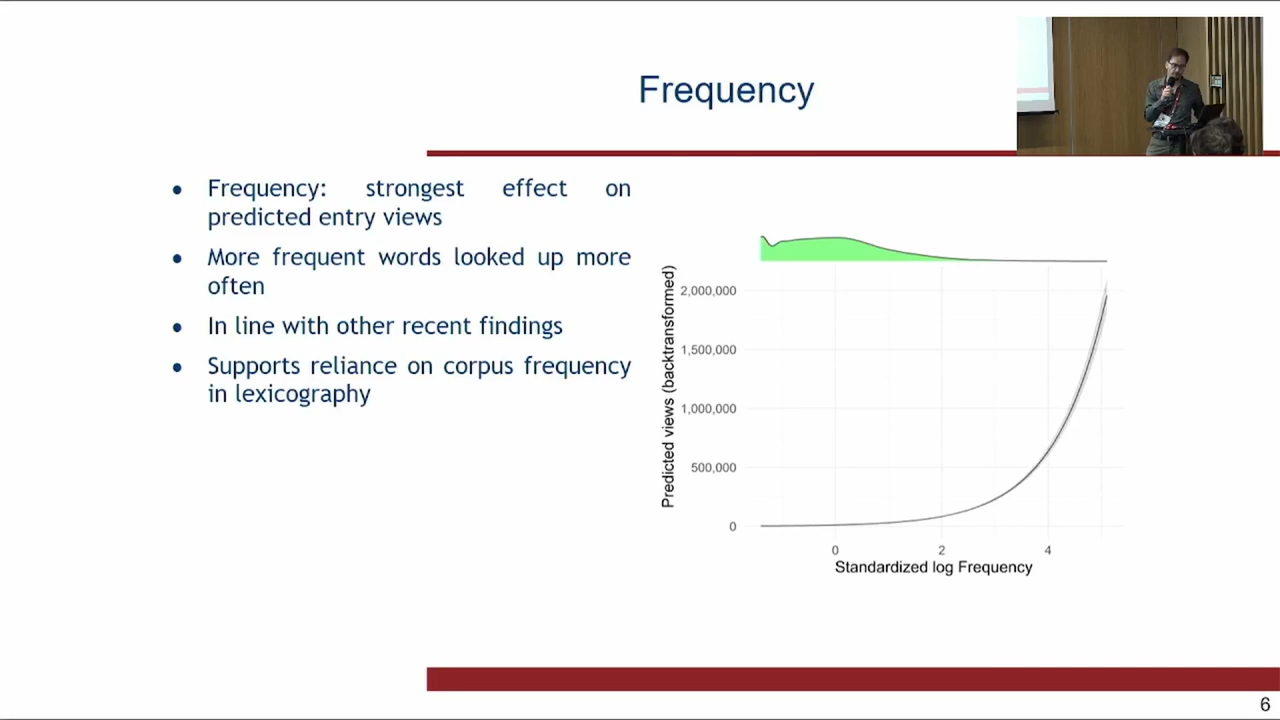 Frequency
● Frequency: strongest effect on
predicted entry views
● More frequent words looked up more
often
● In line with other recent findings
● Supports reliance on corpus frequency
in lexicography
Predicted views (backtransformed)
2,000,000
1,500,000
1,000,000
500,000
0
0 2 4
Standardized log Frequency
6